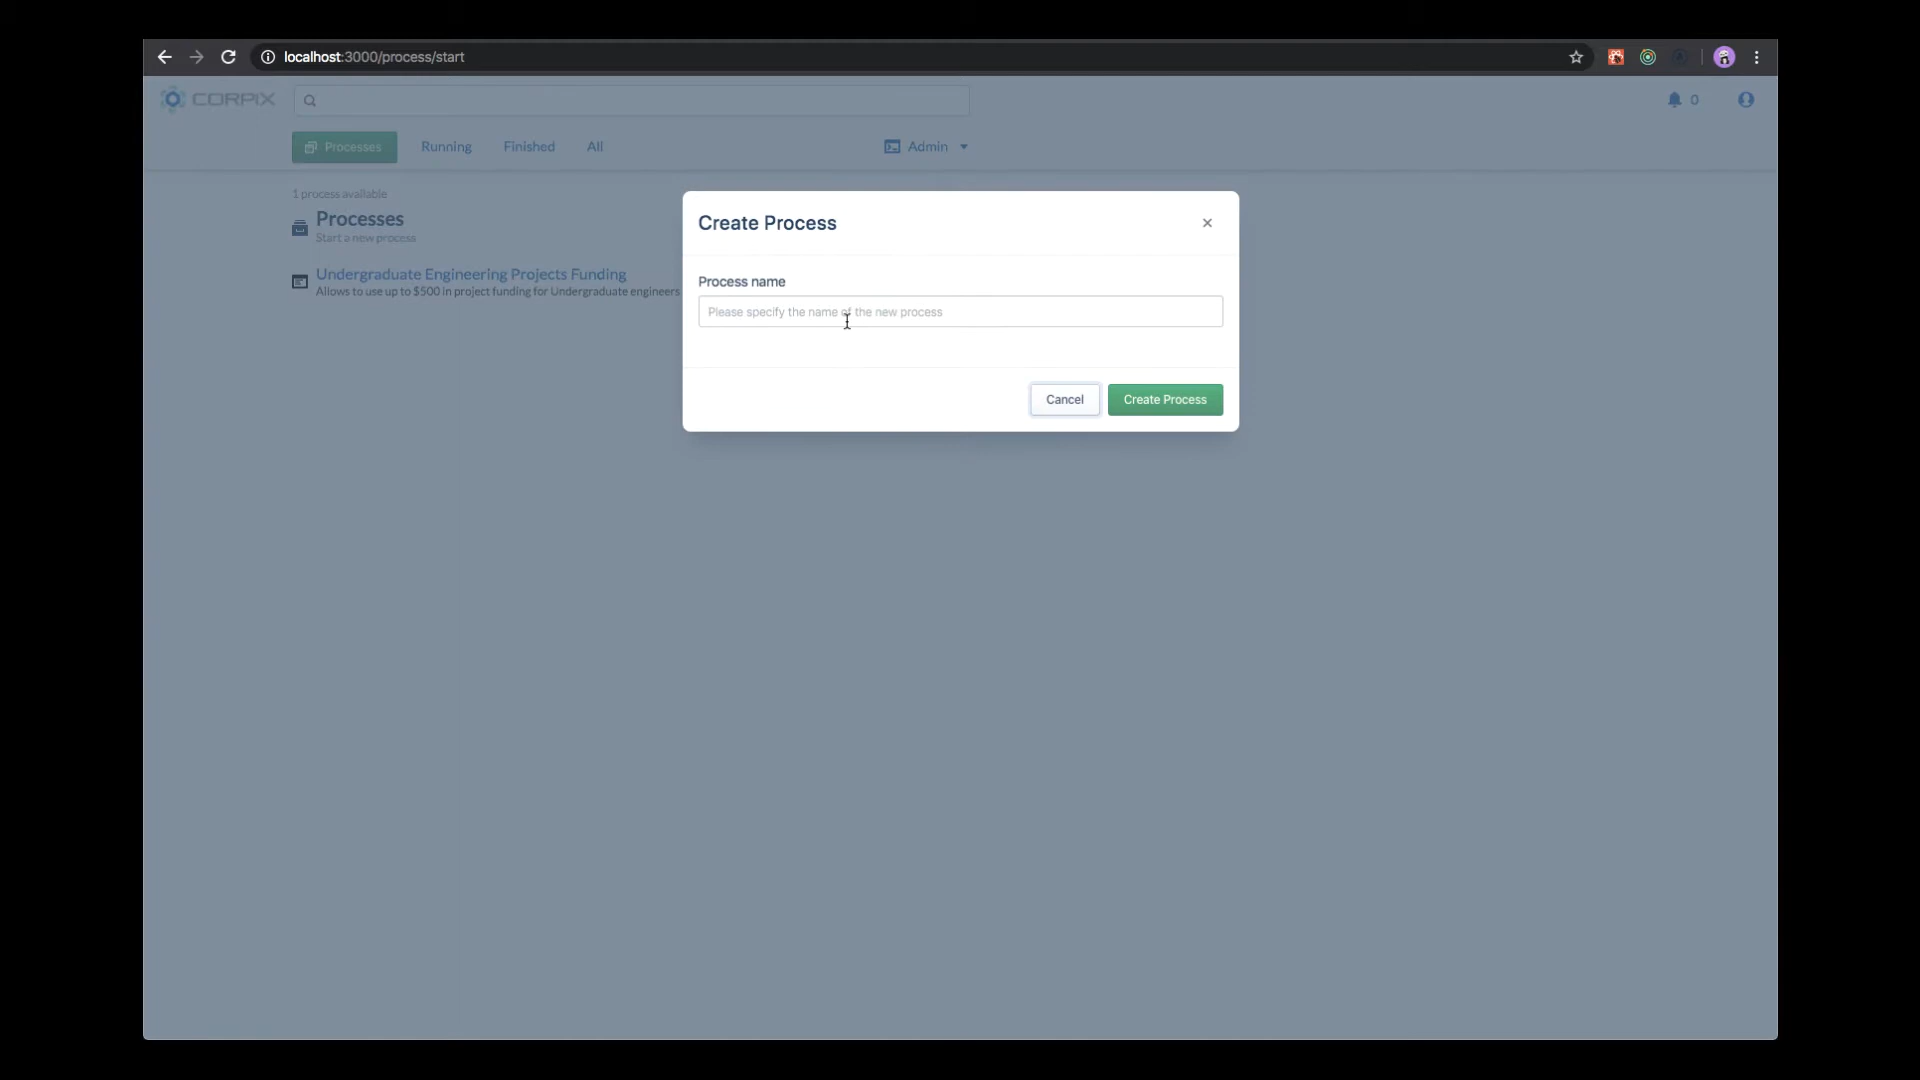 localhost:3000/process/start
CORPIX
0
Processes
Running
Finished
All
Admin
1 process available
Processes
Start a new process
Undergraduate Engineering Projects Funding
Allows to use up to $500 in project funding for Undergraduate engineers
Create Process
Process name
Please specify the name of the new process
Cancel
Create Process